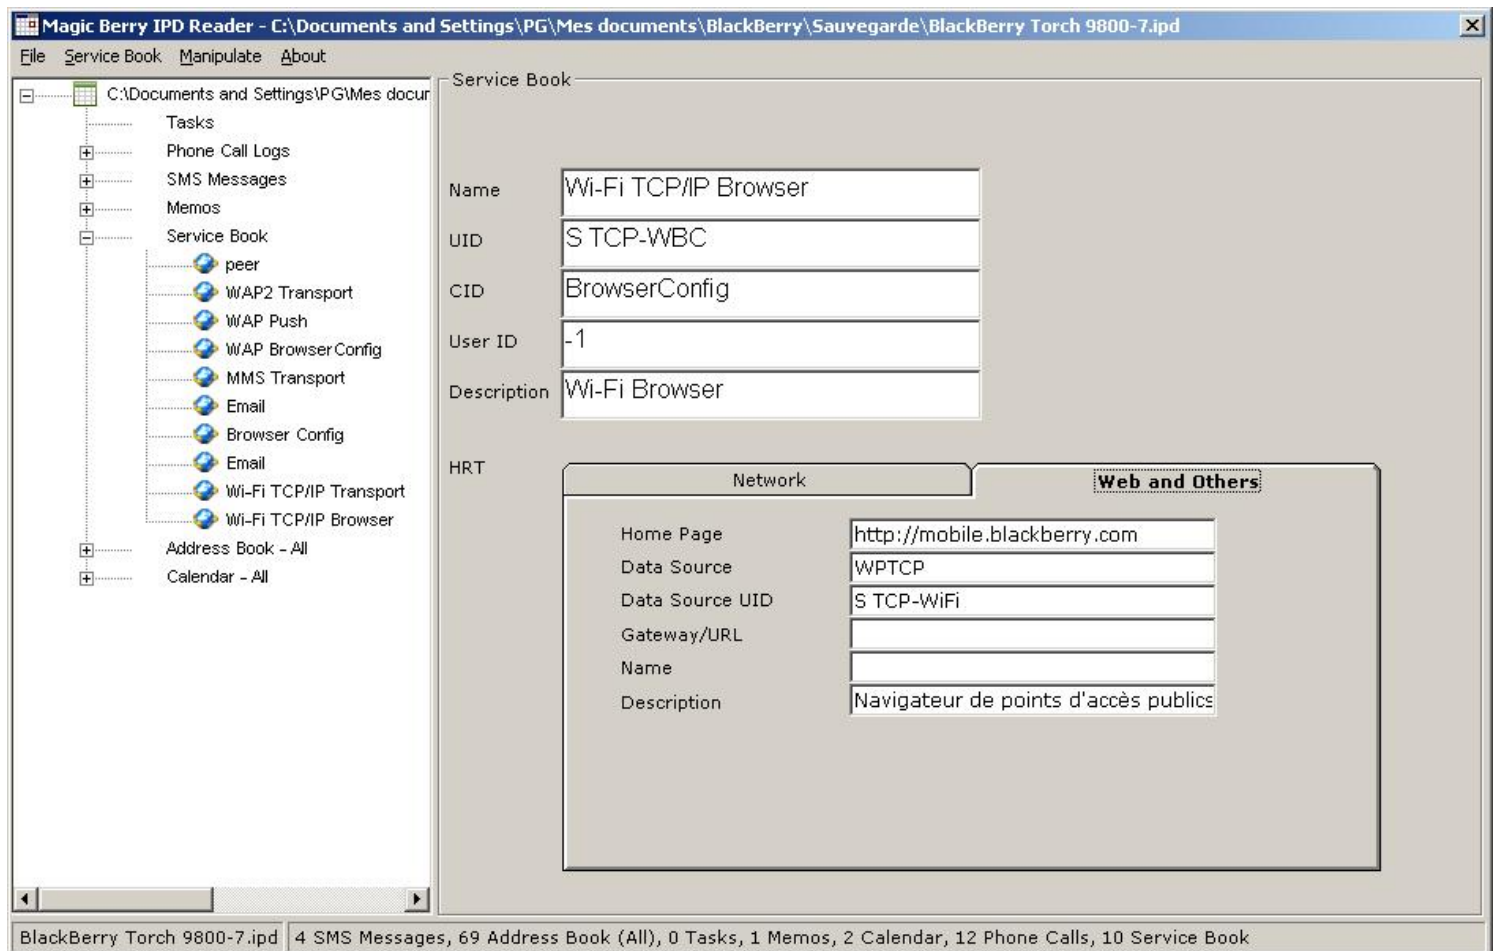 Magic Berry IPD Reader - C:\Documents and Settings\PG\Mes documents\BlackBerry\Sauvegarde\BlackBerry Torch 9800-7.ipd
File Service Book Manipulate About
C:\Documents and Settings\PG\Mes docur
Tasks
Phone Call Logs
SMS Messages
Memos
Service Book
peer
WAP2 Transport
WAP Push
WAP BrowserConfig
MMS Transport
Email
Browser Config
Email
Wi-Fi TCP/IP Transport
Wi-Fi TCP/IP Browser
Address Book - All
Calendar - All
Service Book
Name Wi-Fi TCP/IP Browser
UID S TCP-WBC
CID BrowserConfig
User ID -1
Description Wi-Fi Browser
HRT
Network Web and Others
Home Page http://mobile.blackberry.com
Data Source WPTCP
Data Source UID S TCP-WiFi
Gateway/URL
Name
Description Navigateur de points d'accès publics
BlackBerry Torch 9800-7.ipd 4 SMS Messages, 69 Address Book (All), 0 Tasks, 1 Memos, 2 Calendar, 12 Phone Calls, 10 Service Book